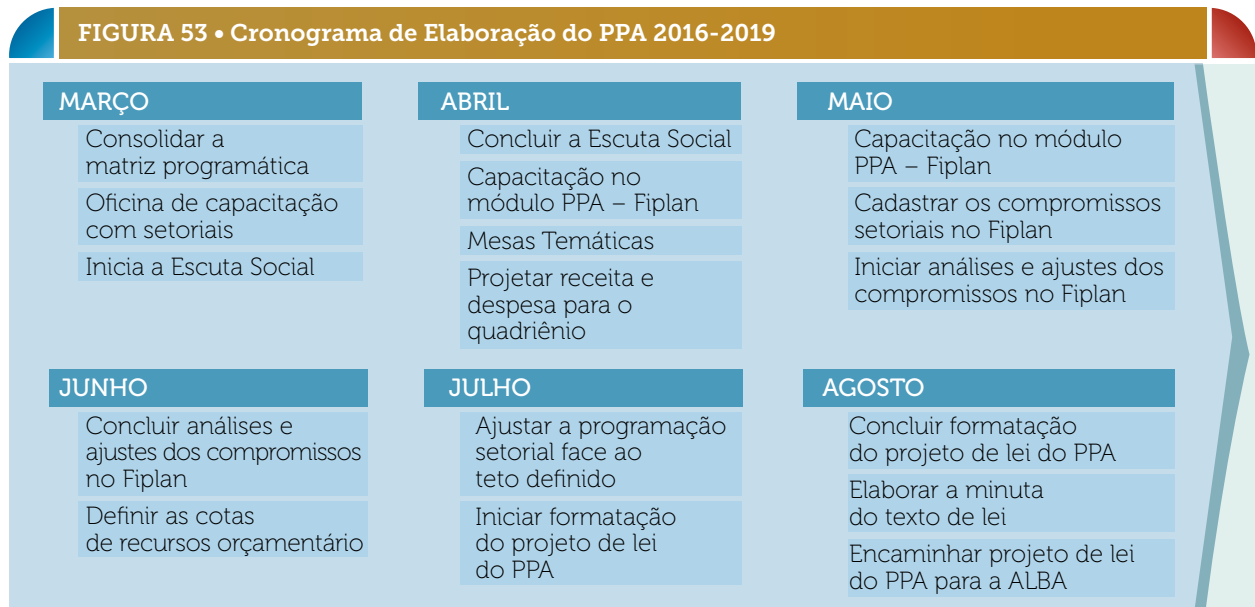 FIGURA 53 • Cronograma de Elaboração do PPA 2016-2019
MARÇO
Consolidar a
matriz programática
Oficina de capacitação
com setoriais
Inicia a Escuta Social
ABRIL
Concluir a Escuta Social
Capacitação no
módulo PPA – Fiplan
Mesas Temáticas
Projetar receita e
despesa para o
quadriênio
MAIO
Capacitação no módulo
PPA – Fiplan
Cadastrar os compromissos
setoriais no Fiplan
Iniciar análises e ajustes dos
compromissos no Fiplan
JUNHO
Concluir análises e
ajustes dos compromissos
no Fiplan
Definir as cotas
de recursos orçamentário
JULHO
Ajustar a programação
setorial face ao
teto definido
Iniciar formatação
do projeto de lei
do PPA
AGOSTO
Concluir formatação
do projeto de lei do PPA
Elaborar a minuta
do texto de lei
Encaminhar projeto de lei
do PPA para a ALBA